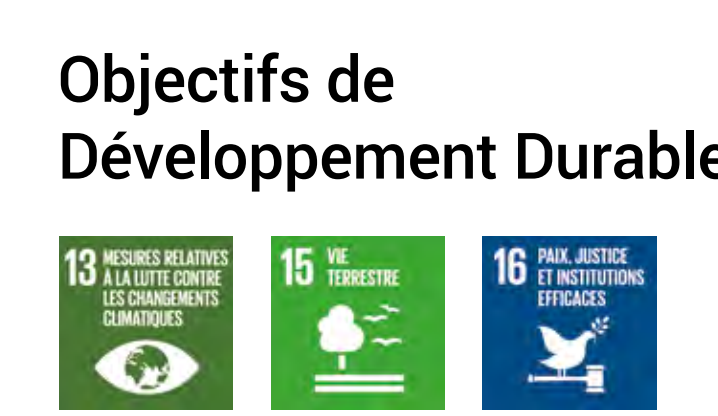 Objectifs de
Développement Durable
13 MESURES RELATIVES
À LA LUTTE CONTRE
LES CHANGEMENTS
CLIMATIQUES
15 VIE
TERRESTRE
16 PAIX, JUSTICE
ET INSTITUTIONS
EFFICACES